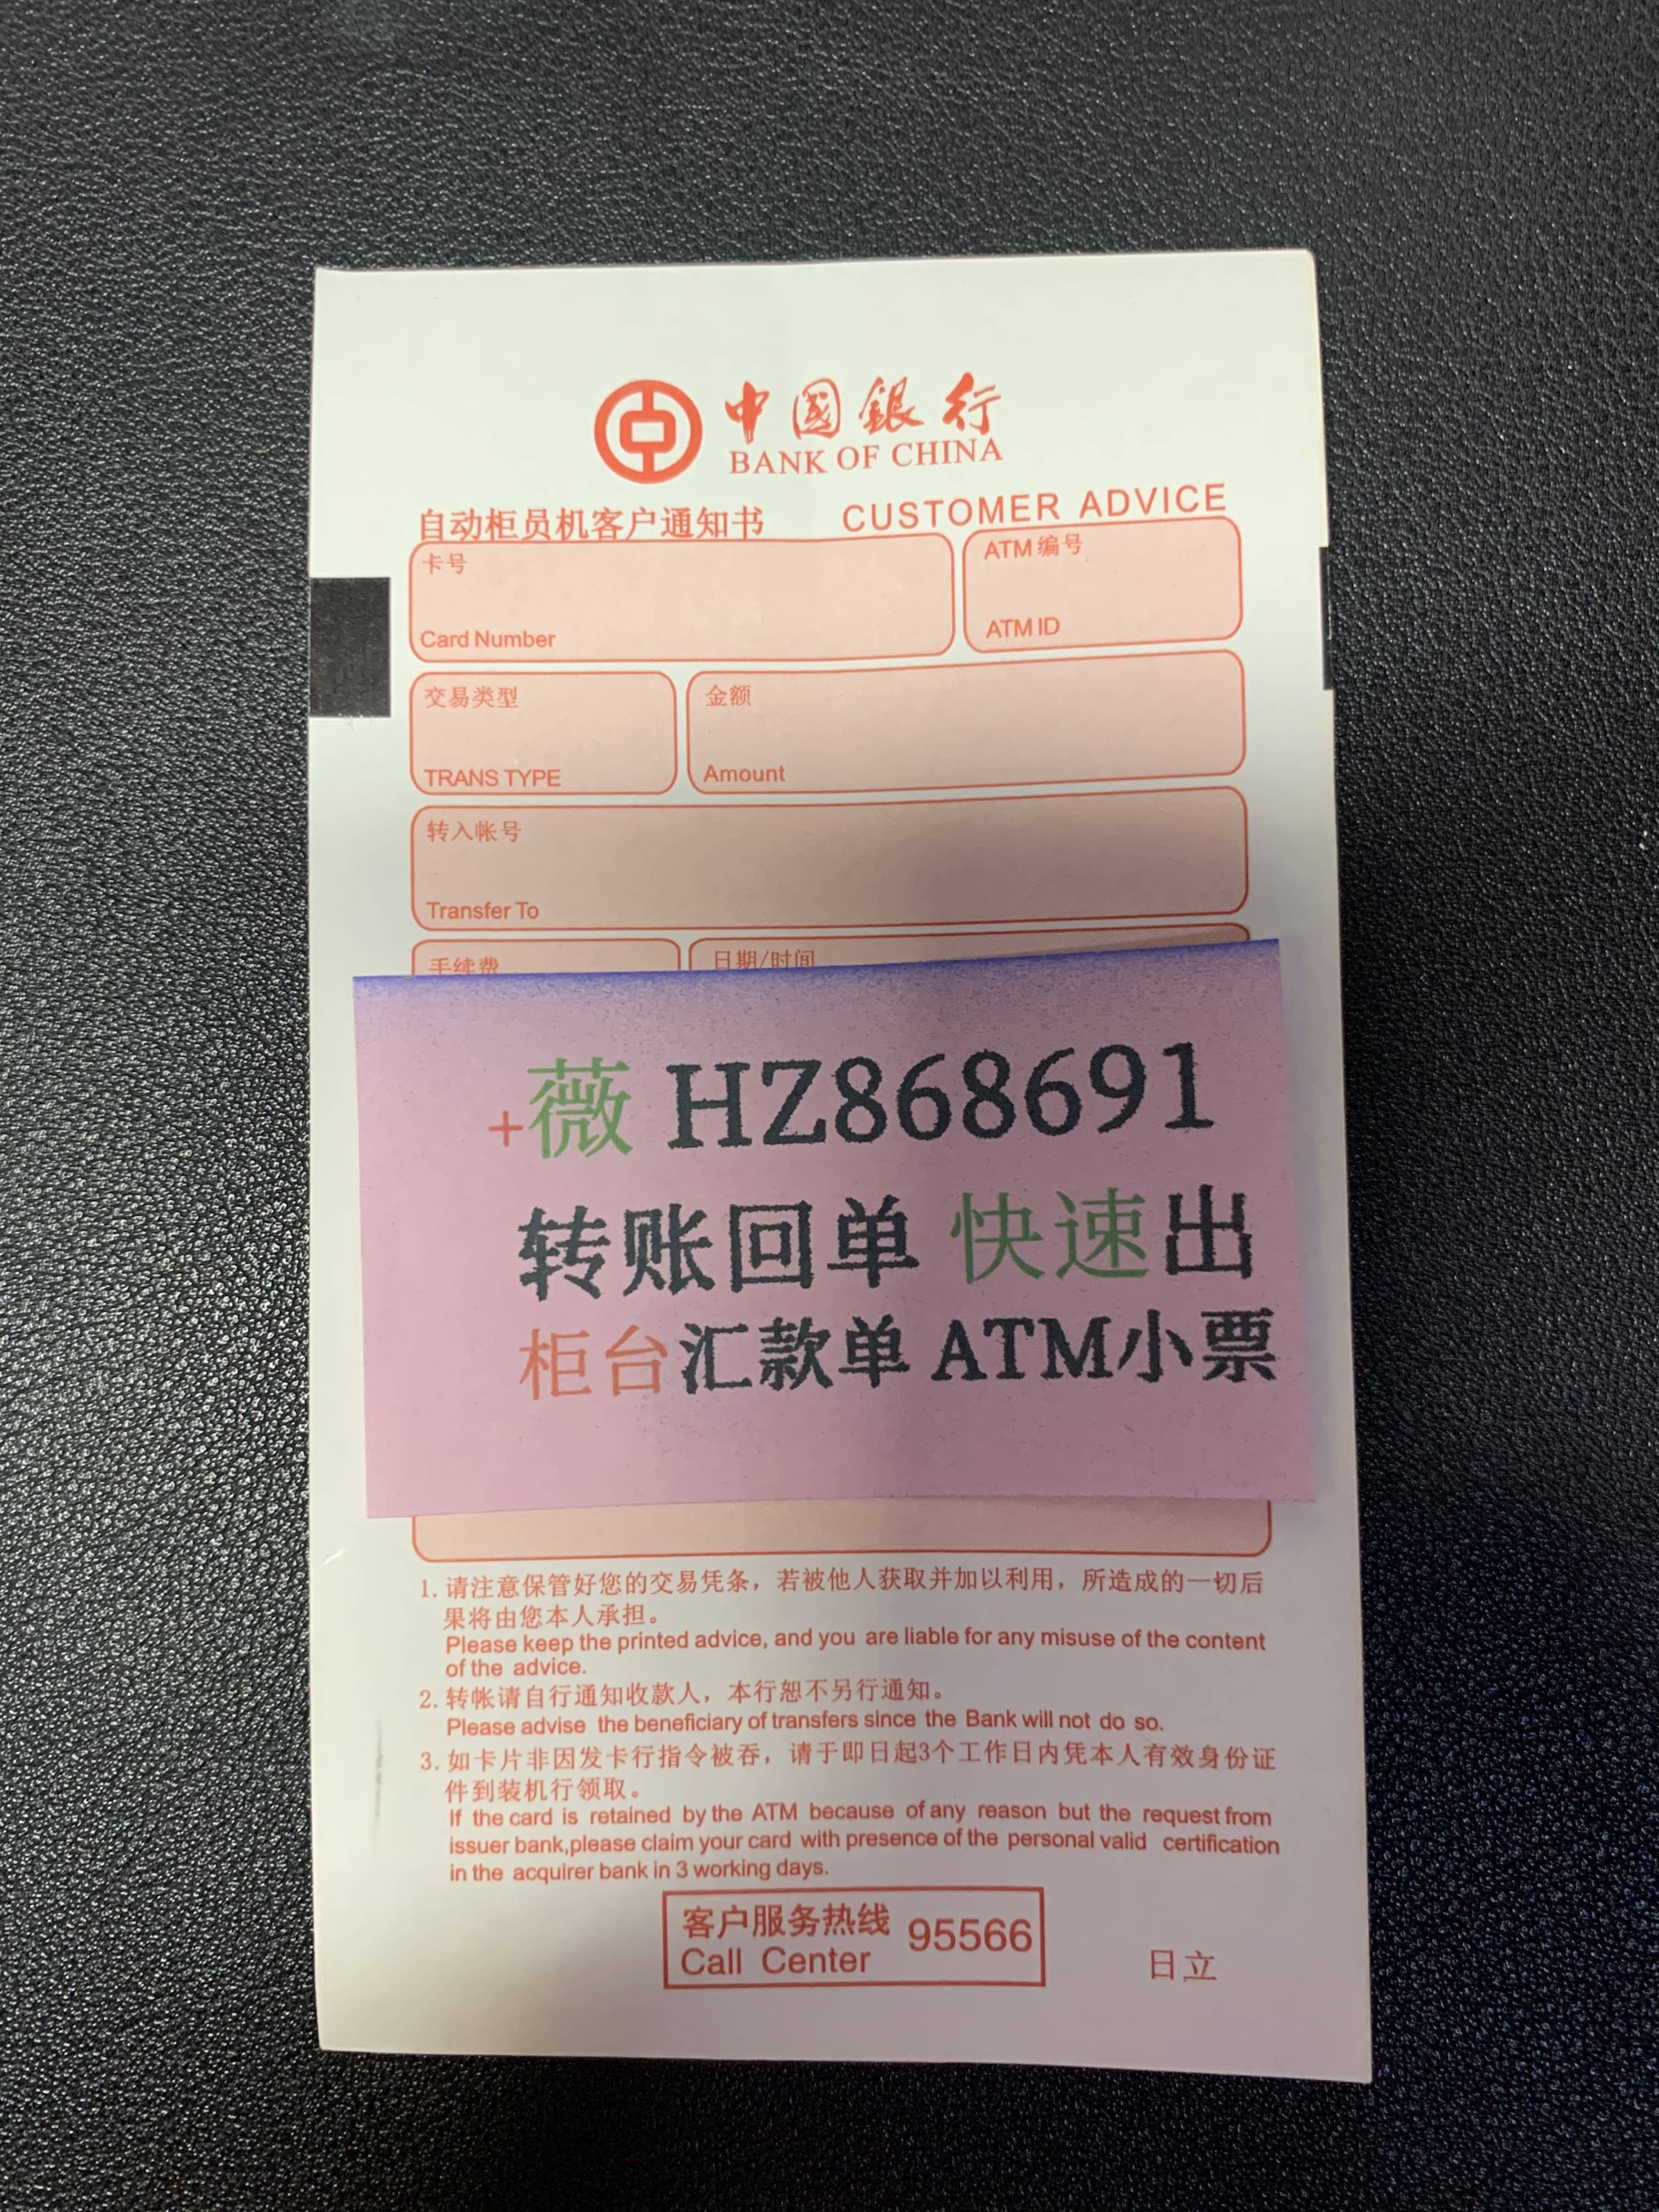 中國銀行
BANK OF CHINA
自动柜员机客户通知书 CUSTOMER ADVICE
卡号 ATM编号
Card Number ATM ID
交易类型 金额
TRANS TYPE Amount
转入帐号
Transfer To
手续费 日期/时间
+薇 HZ868691
转账回单 快速出
柜台汇款单 ATM小票
1. 请注意保管好您的交易凭条，若被他人获取并加以利用，所造成的一切后
果将由您本人承担。
Please keep the printed advice, and you are liable for any misuse of the content
of the advice.
2. 转帐请自行通知收款人，本行恕不另行通知。
Please advise the beneficiary of transfers since the Bank will not do so.
3. 如卡片非因发卡行指令被吞，请于即日起3个工作日内凭本人有效身份证
件到装机行领取。
If the card is retained by the ATM because of any reason but the request from
issuer bank,please claim your card with presence of the personal valid certification
in the acquirer bank in 3 working days.
客户服务热线 95566
Call Center
日立